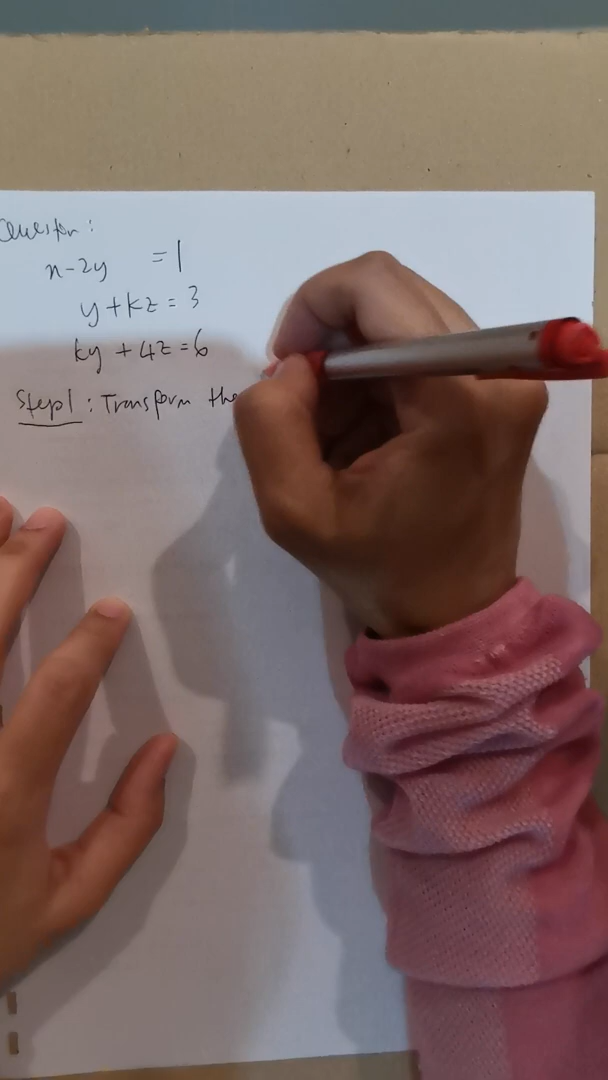 Question:
x-2y = 1
y + kz = 3
ky + 4z = 6
Step1 : Transform the